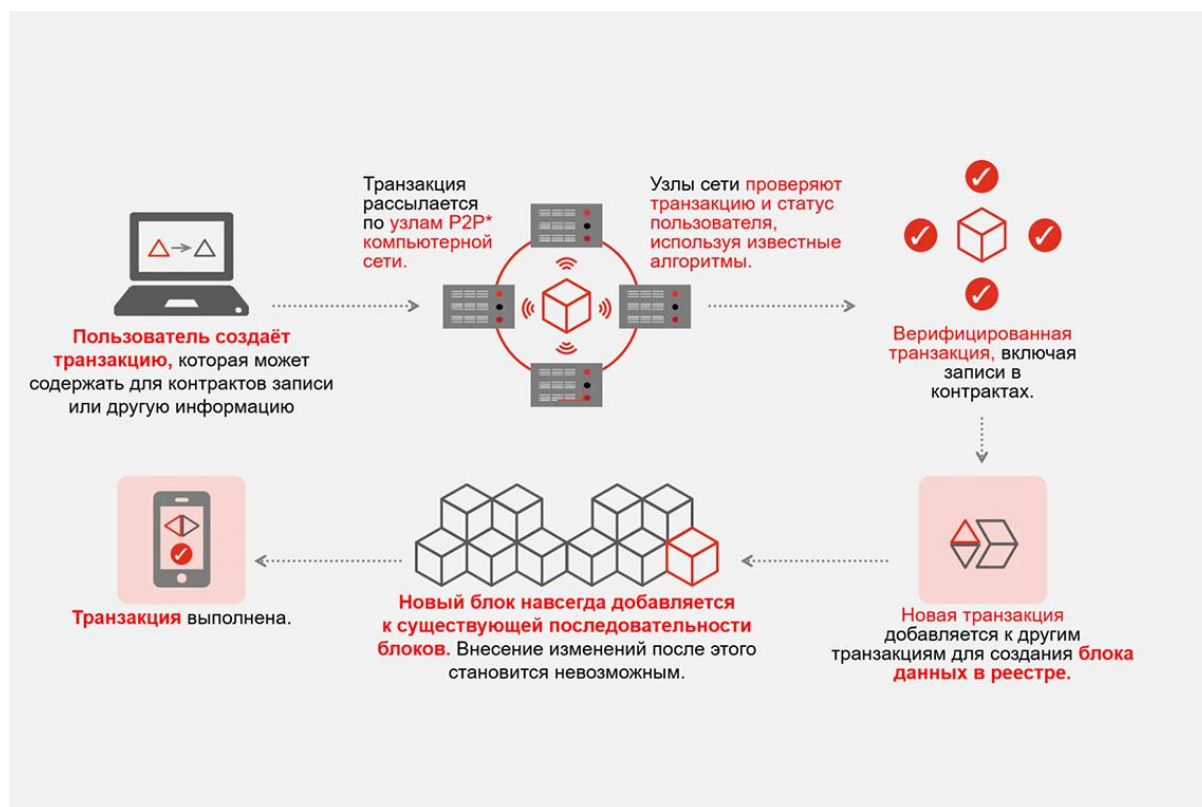 Транзакция
рассылается
по узлам P2P*
компьютерной
сети.
Узлы сети проверяют
транзакцию и статус
пользователя,
используя известные
алгоритмы.
Пользователь создаёт
транзакцию, которая может
содержать для контрактов записи
или другую информацию
Верифицированная
транзакция, включая
записи в
контрактах.
Транзакция выполнена.
Новый блок навсегда добавляется
к существующей последовательности
блоков. Внесение изменений после этого
становится невозможным.
Новая транзакция
добавляется к другим
транзакциям для создания блока
данных в реестре.